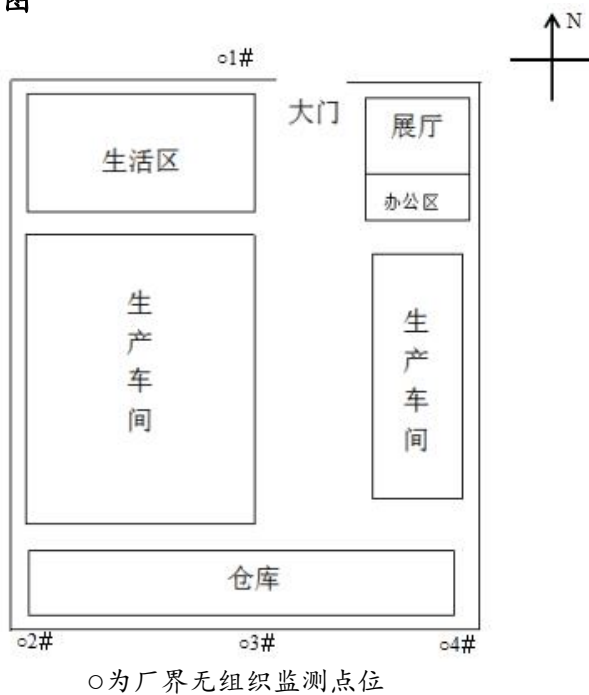 图
N
○1#
大门
展厅
生活区
办公区
生产车间
生产车间
仓库
○2#
○3#
○4#
○为厂界无组织监测点位